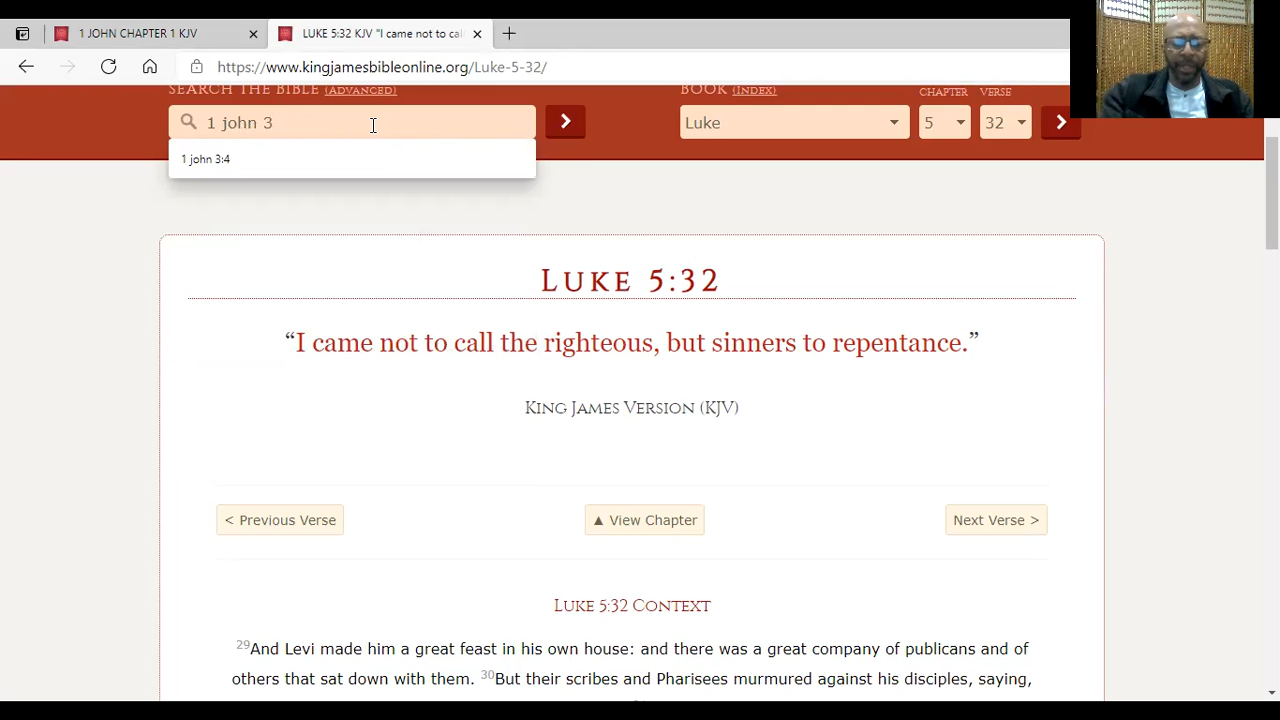 1 JOHN CHAPTER 1 KJV
LUKE 5:32 KJV "I came not to cal
https://www.kingjamesbibleonline.org/Luke-5-32/
SEARCH THE BIBLE (ADVANCED)
BOOK (INDEX)
CHAPTER
VERSE
1 john 3
Luke
5
32
1 john 3:4
LUKE 5:32
“I came not to call the righteous, but sinners to repentance.”
KING JAMES VERSION (KJV)
< Previous Verse
▲ View Chapter
Next Verse >
LUKE 5:32 CONTEXT
29And Levi made him a great feast in his own house: and there was a great company of publicans and of
others that sat down with them. 30But their scribes and Pharisees murmured against his disciples, saying,